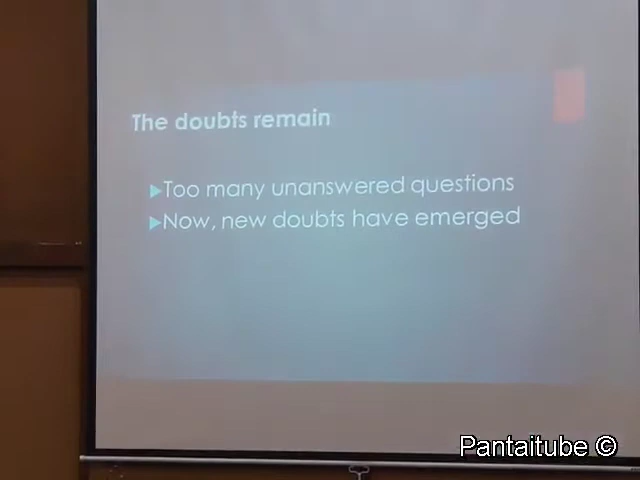 The doubts remain
Too many unanswered questions
Now, new doubts have emerged
Pantaitube ©